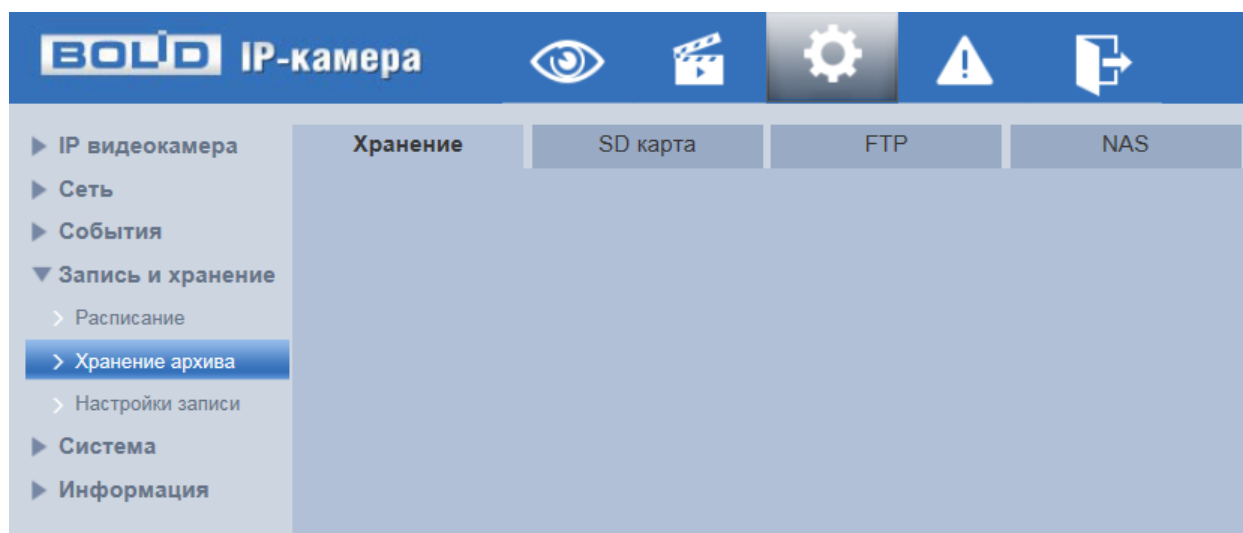 BOLID IP-камера
Хранение SD карта FTP NAS
IP видеокамера
Сеть
События
Запись и хранение
Расписание
Хранение архива
Настройки записи
Система
Информация